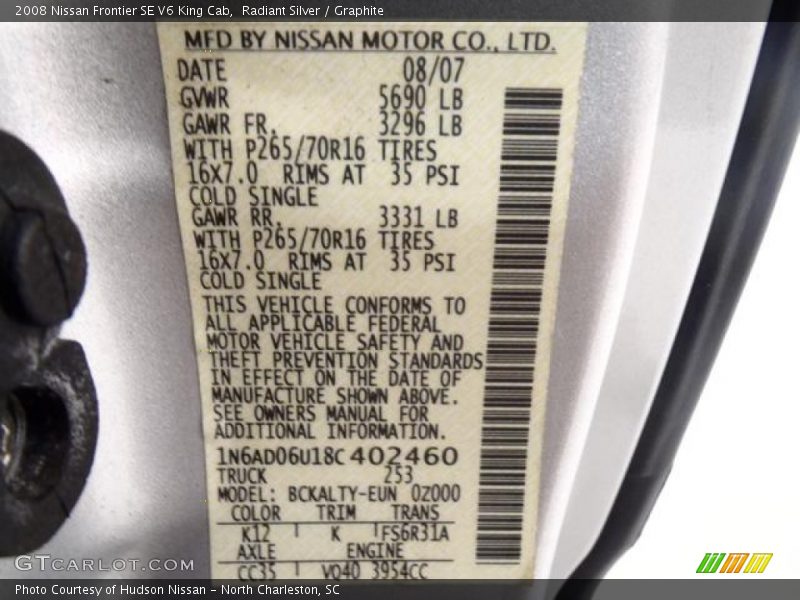 2008 Nissan Frontier SE V6 King Cab, Radiant Silver / Graphite
MFD BY NISSAN MOTOR CO., LTD.
DATE 08/07
GVWR 5690 LB
GAWR FR. 3296 LB
WITH P265/70R16 TIRES
16X7.0 RIMS AT 35 PSI
COLD SINGLE
GAWR RR. 3331 LB
WITH P265/70R16 TIRES
16X7.0 RIMS AT 35 PSI
COLD SINGLE
THIS VEHICLE CONFORMS TO
ALL APPLICABLE FEDERAL
MOTOR VEHICLE SAFETY AND
THEFT PREVENTION STANDARDS
IN EFFECT ON THE DATE OF
MANUFACTURE SHOWN ABOVE.
SEE OWNERS MANUAL FOR
ADDITIONAL INFORMATION.
1N6AD06U18C402460
TRUCK 253
MODEL: BCKALTY-EUN 0Z000
COLOR TRIM TRANS
K12 K FS6R31A
AXLE ENGINE
CC35 VQ40 3954CC
GTCARLOT.COM
Photo Courtesy of Hudson Nissan - North Charleston, SC